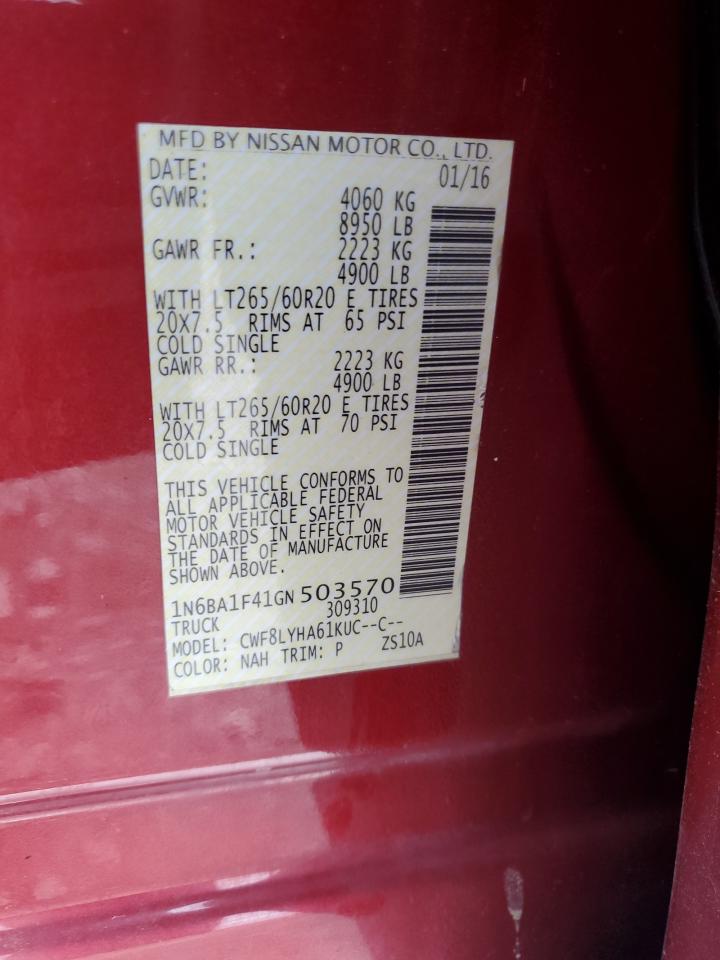 MFD BY NISSAN MOTOR CO., LTD.
DATE: 01/16
GVWR: 4060 KG
8950 LB
GAWR FR.: 2223 KG
4900 LB
WITH LT265/60R20 E TIRES
20X7.5 RIMS AT 65 PSI
COLD SINGLE
GAWR RR.: 2223 KG
4900 LB
WITH LT265/60R20 E TIRES
20X7.5 RIMS AT 70 PSI
COLD SINGLE
THIS VEHICLE CONFORMS TO
ALL APPLICABLE FEDERAL
MOTOR VEHICLE SAFETY
STANDARDS IN EFFECT ON
THE DATE OF MANUFACTURE
SHOWN ABOVE.
1N6BA1F41GN 503570
309310
TRUCK
MODEL: CWF8LYHA61KUC--C--
COLOR: NAH TRIM: P ZS10A